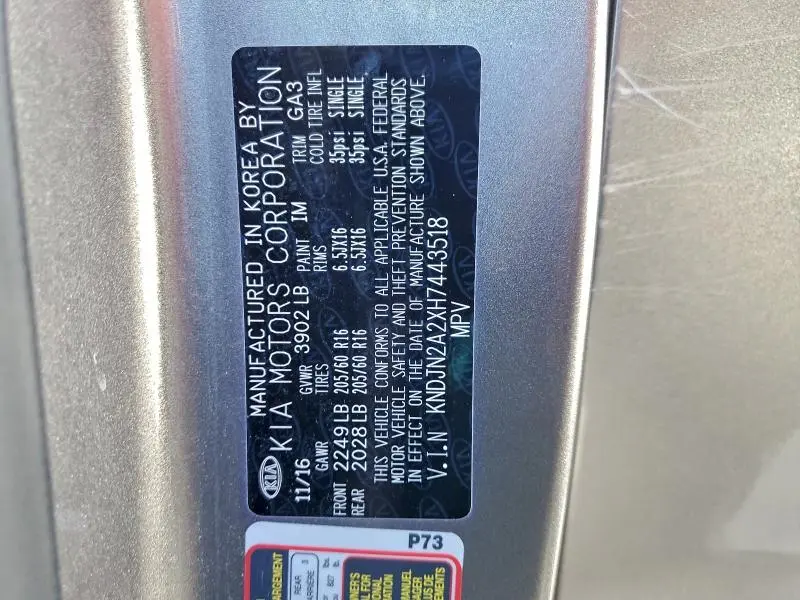 MANUFACTURED IN KOREA BY
KIA KIA MOTORS CORPORATION
11/16 GVWR 3902 LB PAINT IM TRIM GA3
GAWR TIRES RIMS COLD TIRE INFL
FRONT 2249 LB 205/60 R16 6.5JX16 35psi SINGLE
REAR 2028 LB 205/60 R16 6.5JX16 35psi SINGLE
THIS VEHICLE CONFORMS TO ALL APPLICABLE U.S.A. FEDERAL
MOTOR VEHICLE SAFETY AND THEFT PREVENTION STANDARDS
IN EFFECT ON THE DATE OF MANUFACTURE SHOWN ABOVE.
V.I.N KNDJN2A2XH7443518
MPV
P73
REAR
827